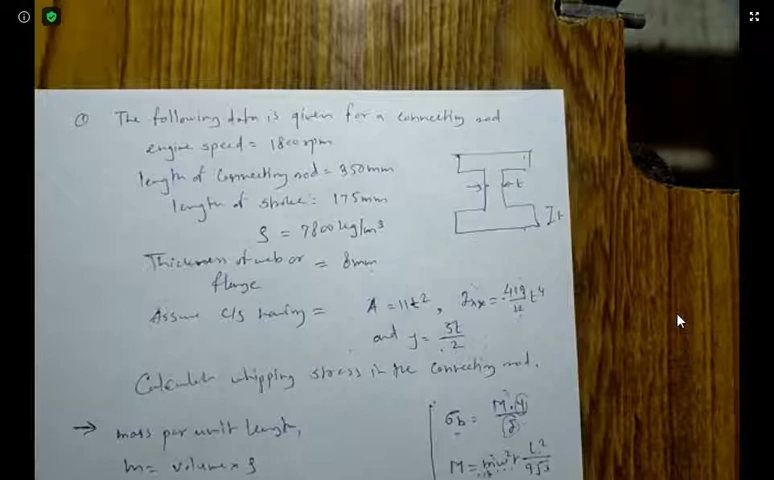 ① The following data is given for a connecting rod
engine speed = 1800 rpm
length of connecting rod = 350mm
length of stroke = 175mm
ρ = 7800 kg/m³
Thickness of web or flange = 8mm
t
t
Assume c/s having = A = 11t², Ixx = 419/12 t⁴
and y = 5t/2
Calculate whipping stress in the connecting rod.
→ mass per unit length,
m = volume × ρ
σb = M.y/I
M = mω²r L²/9√3